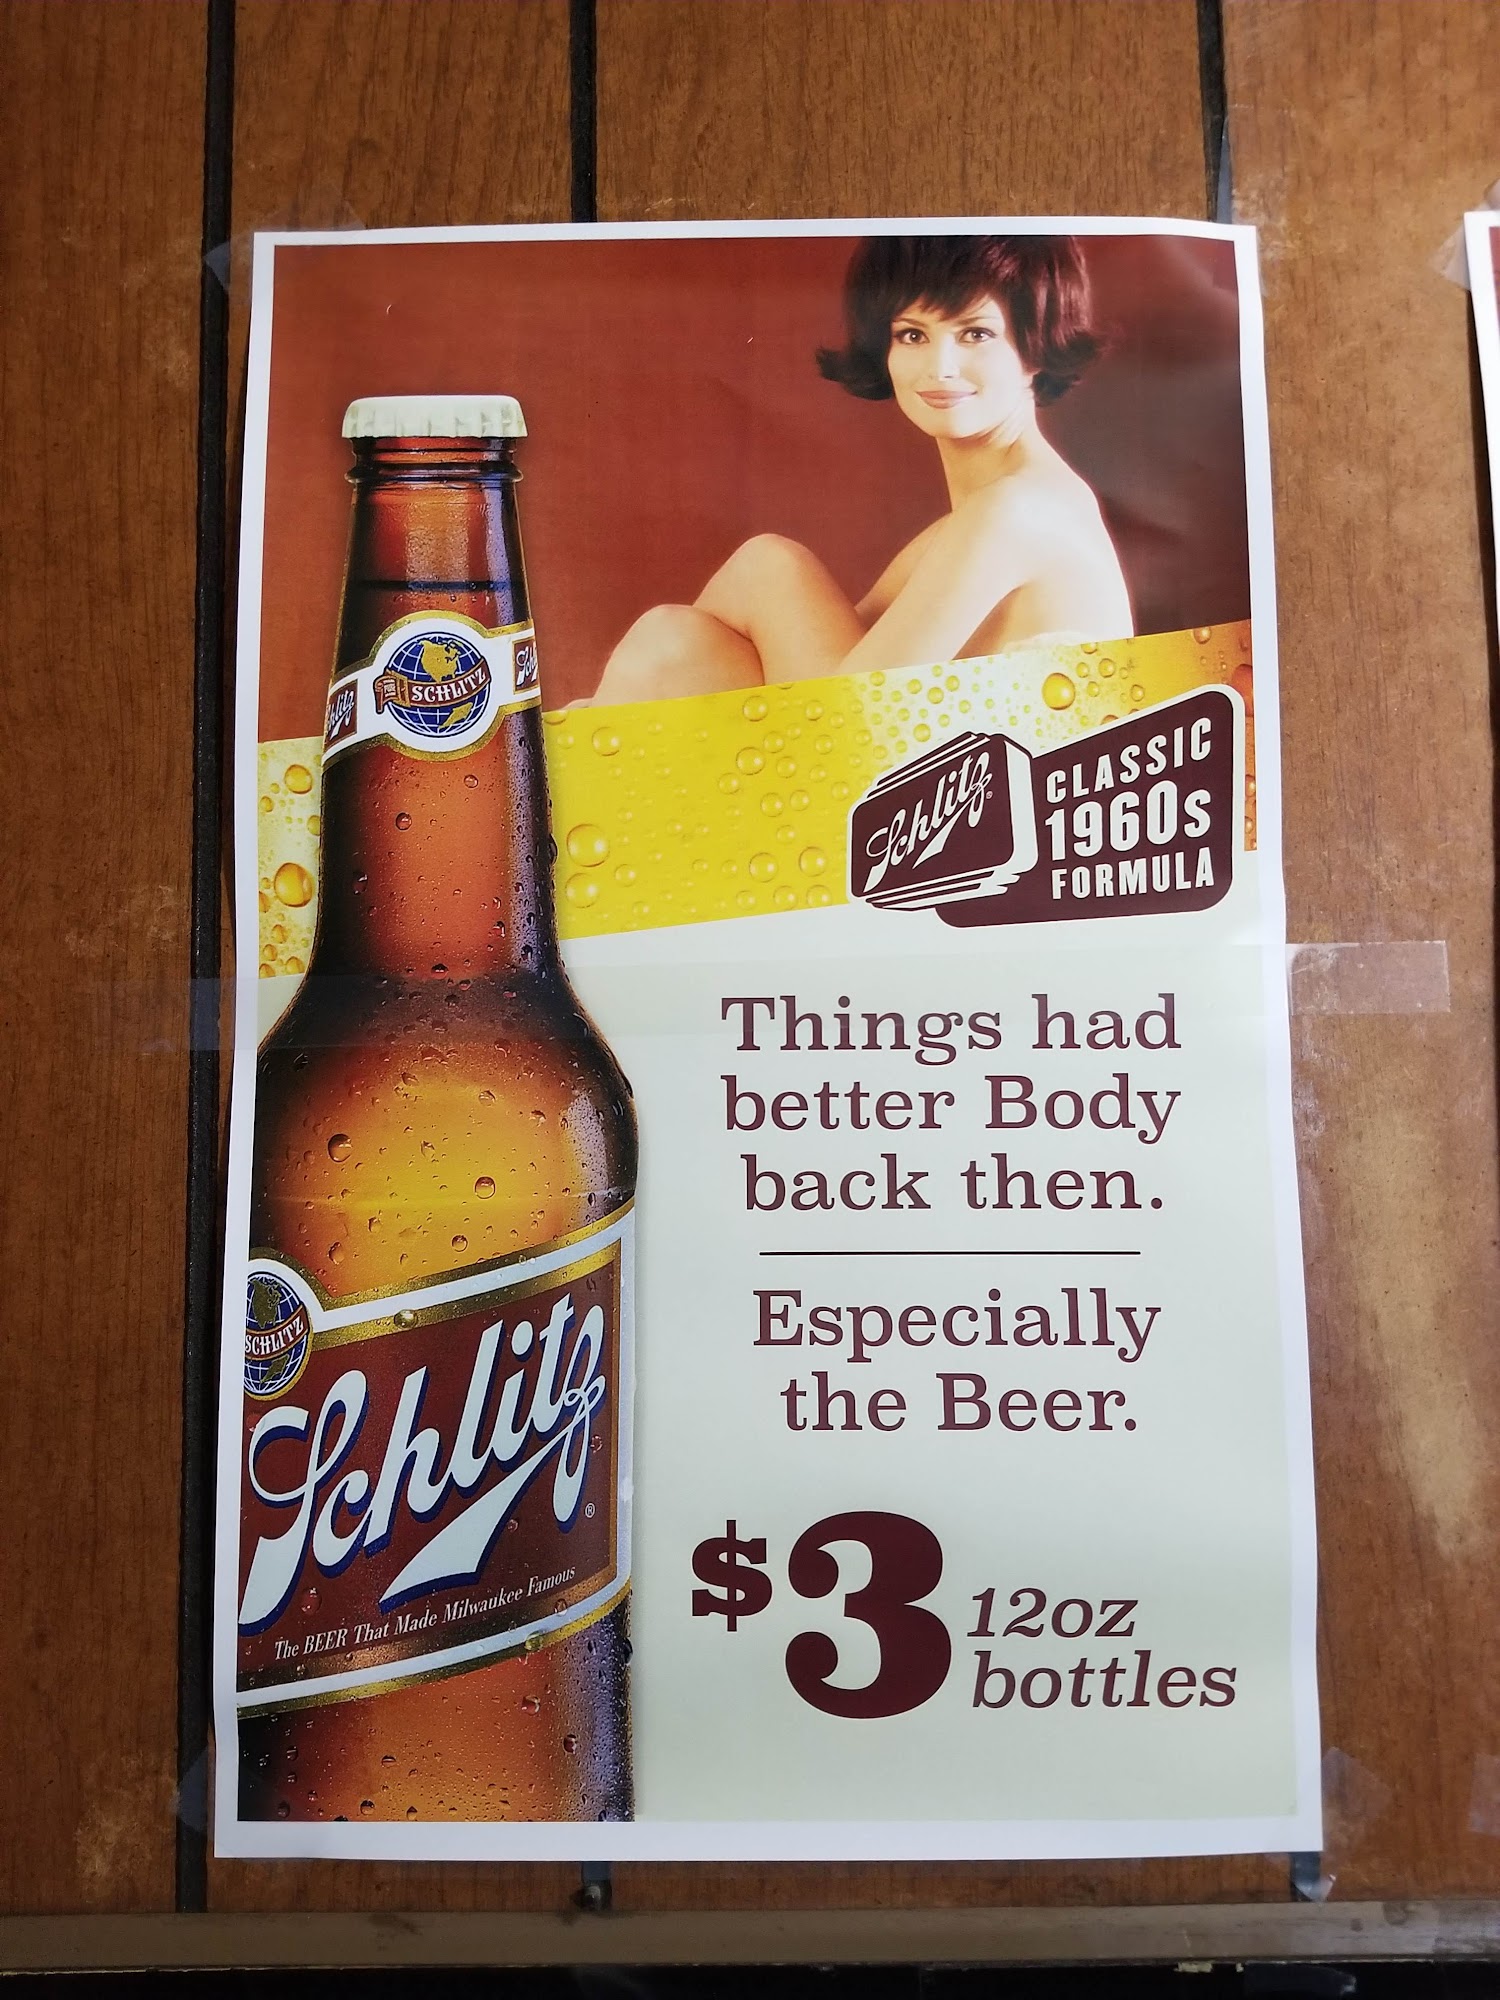 Schlitz
SCHLITZ
Schlitz
CLASSIC
1960s
FORMULA
Things had
better Body
back then.
Especially
the Beer.
SCHLITZ
Schlitz
The BEER That Made Milwaukee Famous
$3 12oz
bottles